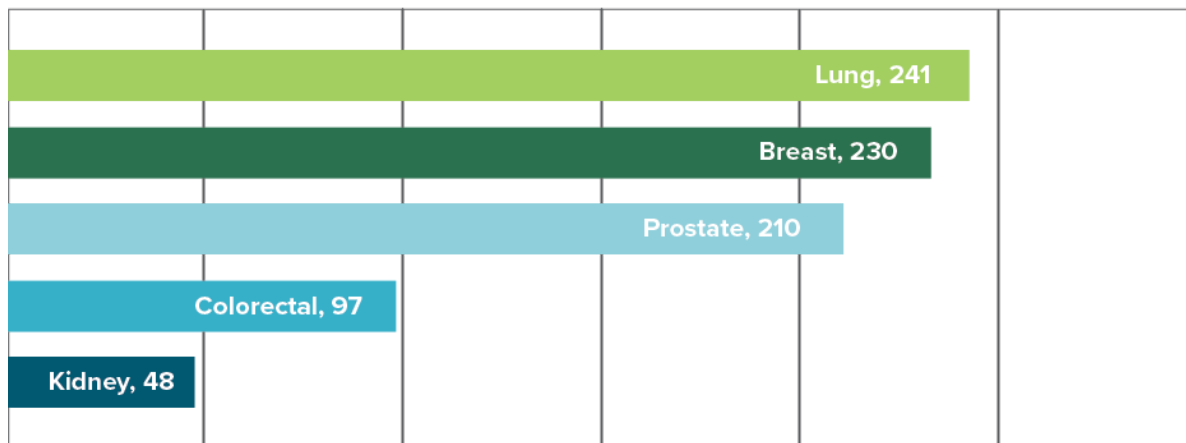 Lung, 241
Breast, 230
Prostate, 210
Colorectal, 97
Kidney, 48